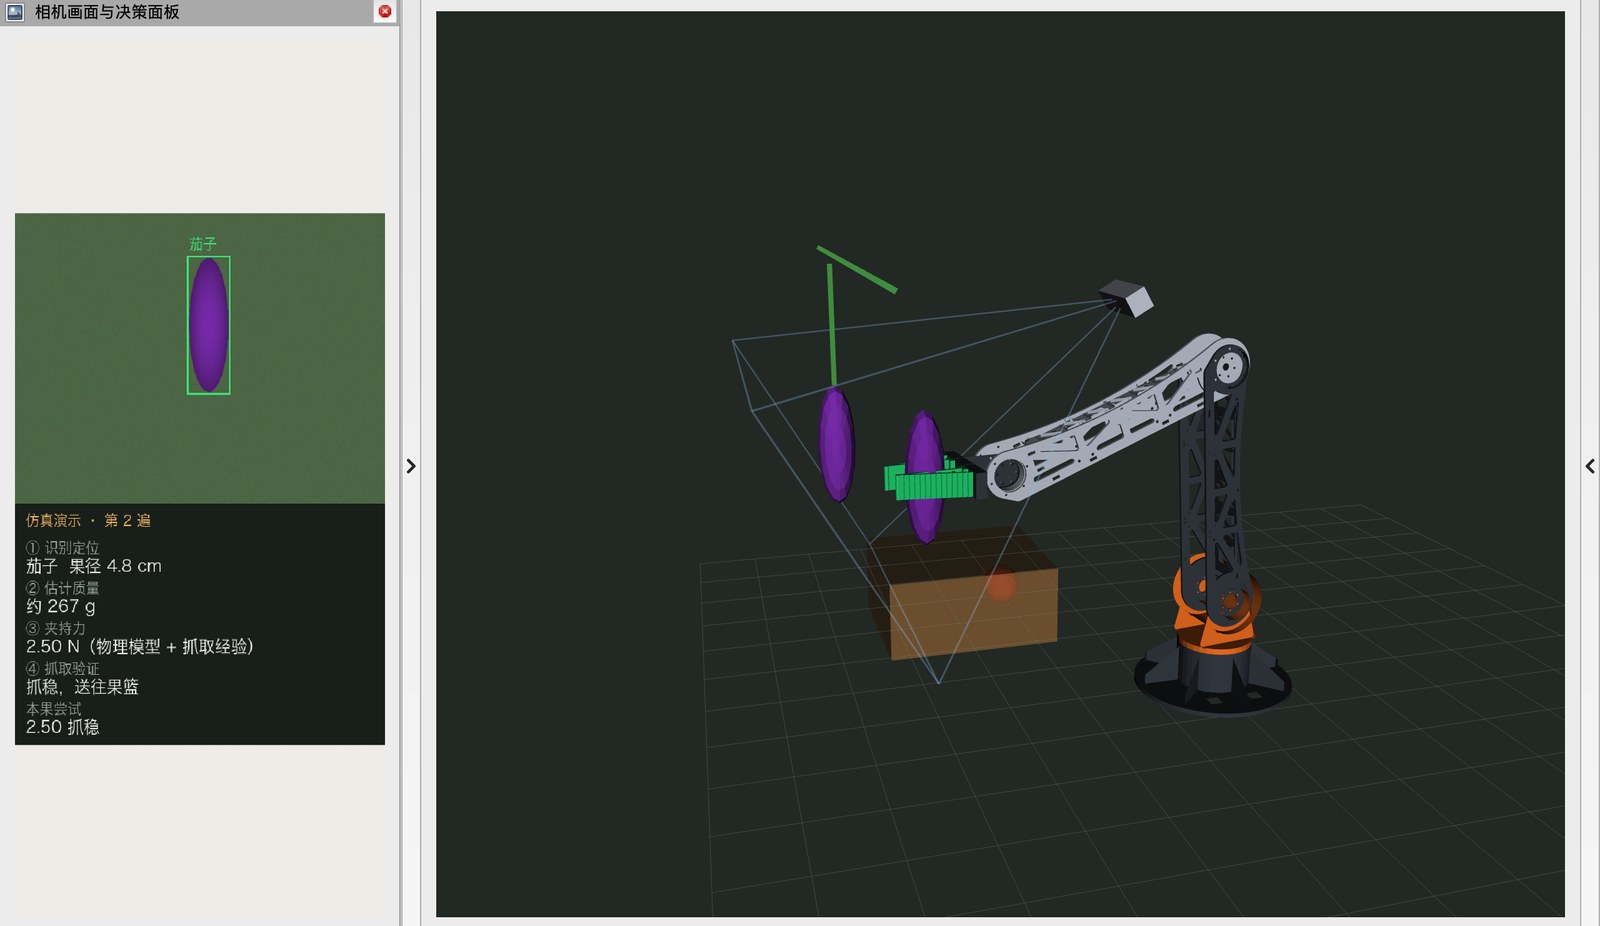 相机画面与决策面板
茄子
仿真演示 · 第 2 遍
① 识别定位
茄子 果径 4.8 cm
② 估计质量
约 267 g
③ 夹持力
2.50 N（物理模型 + 抓取经验）
④ 抓取验证
抓稳，送往果篮
本果尝试
2.50 抓稳